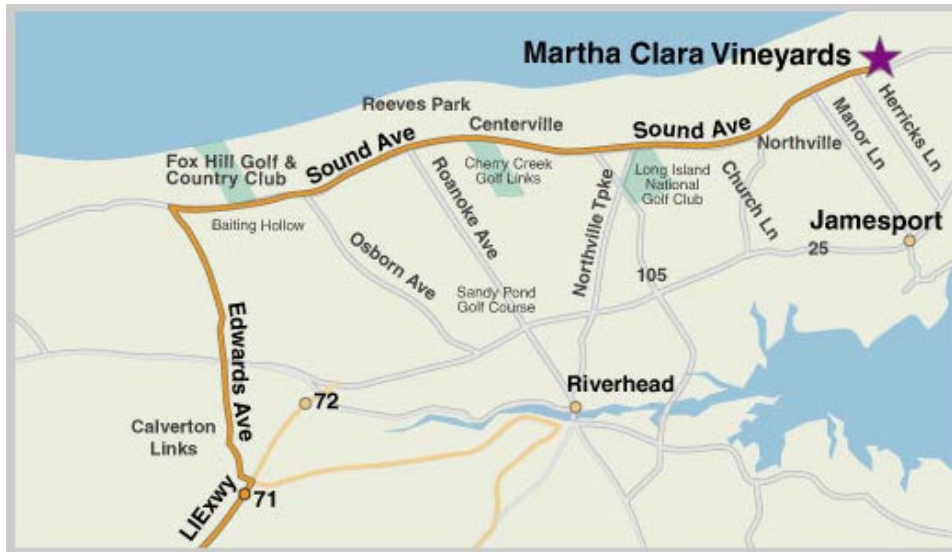 Martha Clara Vineyards
Reeves Park
Centerville
Sound Ave
Sound Ave
Northville
Manor Ln
Herricks Ln
Fox Hill Golf &
Country Club
Cherry Creek
Golf Links
Long Island
National
Golf Club
Church Ln
Baiting Hollow
Roanoke Ave
Northville Tpke
Jamesport
25
Osborn Ave
105
Sandy Pond
Golf Course
Edwards Ave
Riverhead
72
Calverton
Links
LIExwy
71